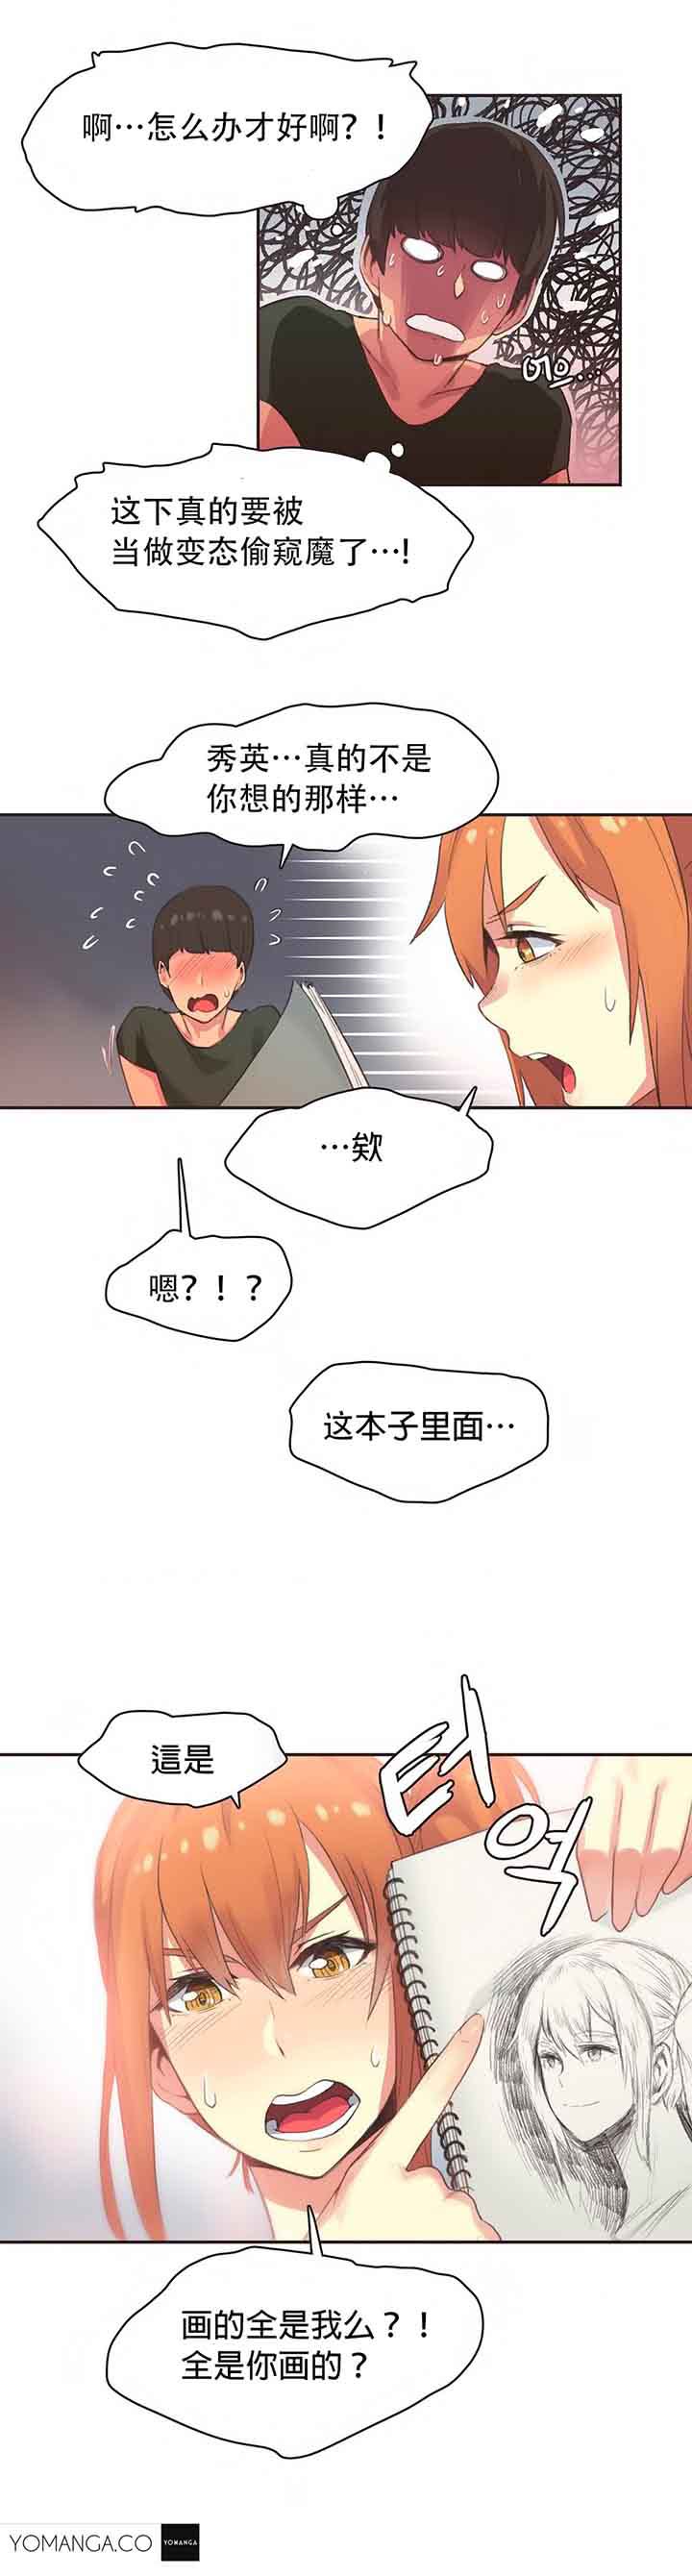 啊…怎么办才好啊？！
어으....
这下真的要被
当做变态偷窥魔了…!
秀英…真的不是
你想的那样…
…欸
嗯？！？
这本子里面…
這是
터억
画的全是我么？！
全是你画的？
YOMANGA.CO
YOMANGA